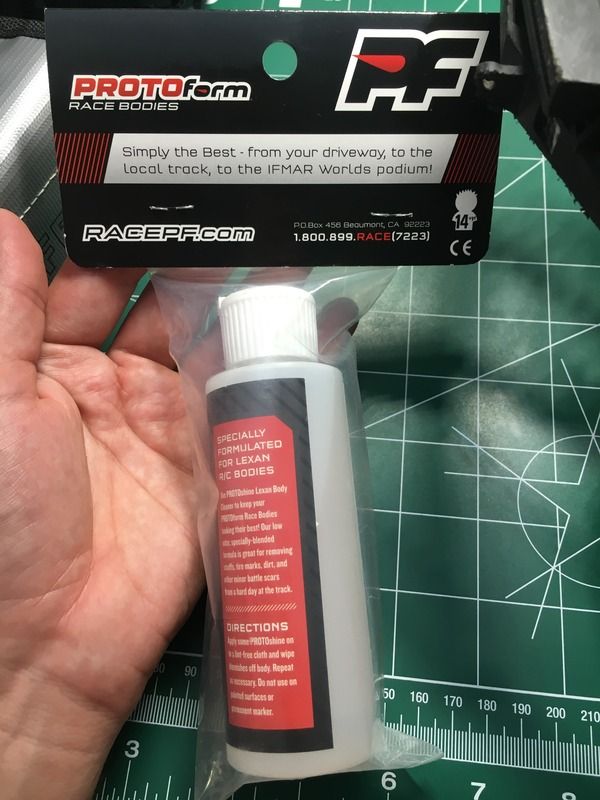 PROTOform
RACE BODIES
PF
Simply the Best - from your driveway, to the
local track, to the IFMAR Worlds podium!
RACEPF.com
P.O.Box 456 Beaumont, CA 92223
1.800.899.RACE(7223)
14+
CE
SPECIALLY
FORMULATED
FOR LEXAN
R/C BODIES
PROTOshine Lexan Body
Cleaner to keep your
PROTOform Race Bodies
looking their best! Our low
specially-blended
formula is great for removing
scuffs, tire marks, dirt, and
other minor battle scars
from a hard day at the track.
DIRECTIONS
Apply some PROTOshine on
to a lint-free cloth and wipe
blemishes off body. Repeat
as necessary. Do not use on
painted surfaces or
permanent marker.
90
50 160 170 180 190 200 210
3
6
7
8